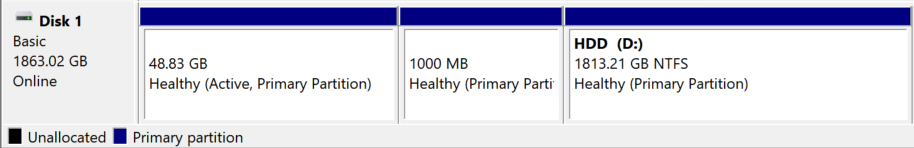 Disk 1
Basic
1863.02 GB
Online
48.83 GB
Healthy (Active, Primary Partition)
1000 MB
Healthy (Primary Parti
HDD (D:)
1813.21 GB NTFS
Healthy (Primary Partition)
Unallocated
Primary partition